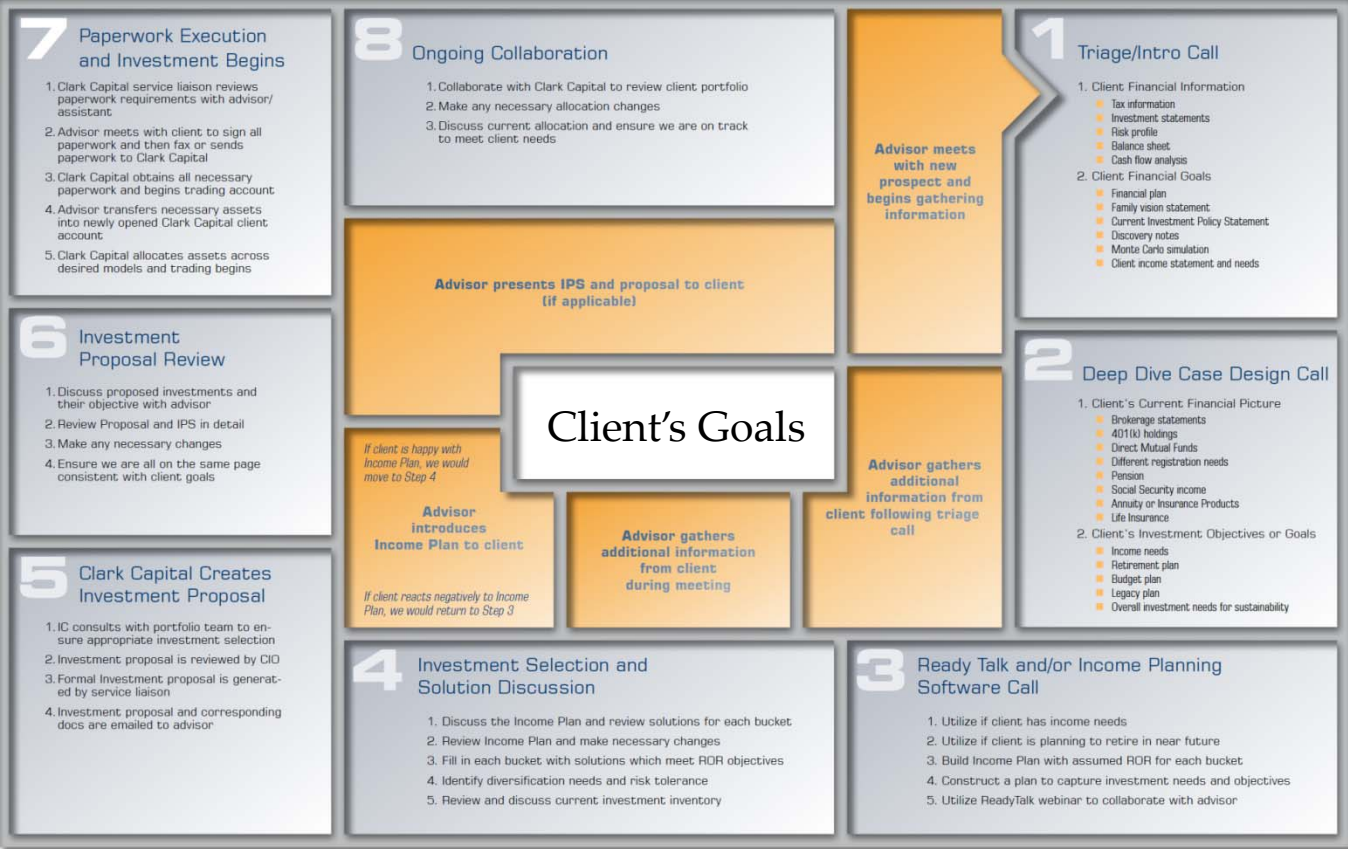 1
Triage/Intro Call
1. Client Financial Information
Tax information
Investment statements
Risk profile
Balance sheet
Cash flow analysis
2. Client Financial Goals
Financial plan
Family vision statement
Current Investment Policy Statement
Discovery notes
Monte Carlo simulation
Client income statement and needs
2
Deep Dive Case Design Call
1. Client's Current Financial Picture
Brokerage statements
401(k) holdings
Direct Mutual Funds
Different registration needs
Pension
Social Security income
Annuity or Insurance Products
Life Insurance
2. Client's Investment Objectives or Goals
Income needs
Retirement plan
Budget plan
Legacy plan
Overall investment needs for sustainability
3
Ready Talk and/or Income Planning
Software Call
1. Utilize if client has income needs
2. Utilize if client is planning to retire in near future
3. Build Income Plan with assumed ROR for each bucket
4. Construct a plan to capture investment needs and objectives
5. Utilize ReadyTalk webinar to collaborate with advisor
4
Investment Selection and
Solution Discussion
1. Discuss the Income Plan and review solutions for each bucket
2. Review Income Plan and make necessary changes
3. Fill in each bucket with solutions which meet ROR objectives
4. Identify diversification needs and risk tolerance
5. Review and discuss current investment inventory
5
Clark Capital Creates
Investment Proposal
1. IC consults with portfolio team to en-
sure appropriate investment selection
2. Investment proposal is reviewed by CIO
3. Formal Investment proposal is generat-
ed by service liaison
4. Investment proposal and corresponding
docs are emailed to advisor
6
Investment
Proposal Review
1. Discuss proposed investments and
their objective with advisor
2. Review Proposal and IPS in detail
3. Make any necessary changes
4. Ensure we are all on the same page
consistent with client goals
7
Paperwork Execution
and Investment Begins
1. Clark Capital service liaison reviews
paperwork requirements with advisor/
assistant
2. Advisor meets with client to sign all
paperwork and then fax or sends
paperwork to Clark Capital
3. Clark Capital obtains all necessary
paperwork and begins trading account
4. Advisor transfers necessary assets
into newly opened Clark Capital client
account
5. Clark Capital allocates assets across
desired models and trading begins
8
Ongoing Collaboration
1. Collaborate with Clark Capital to review client portfolio
2. Make any necessary allocation changes
3. Discuss current allocation and ensure we are on track
to meet client needs
Advisor meets
with new
prospect and
begins gathering
information
Advisor gathers
additional
information from
client following triage
call
Advisor gathers
additional information
from client
during meeting
If client is happy with
Income Plan, we would
move to Step 4
Advisor
introduces
Income Plan to client
If client reacts negatively to Income
Plan, we would return to Step 3
Advisor presents IPS and proposal to client
(if applicable)
Client's Goals